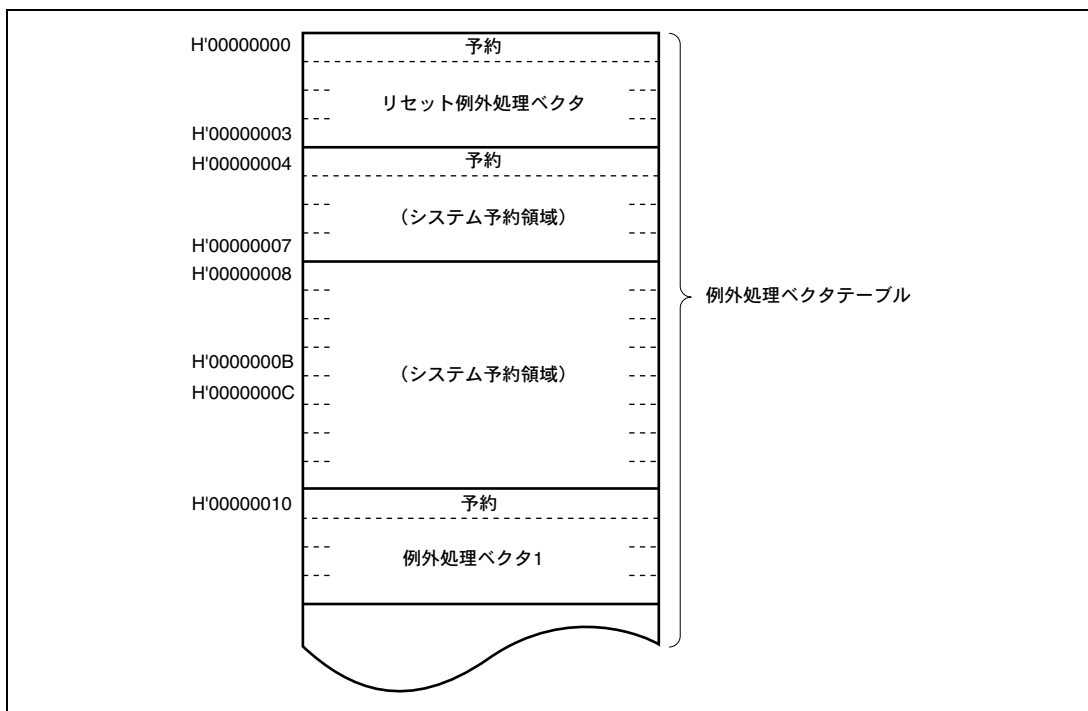 H'00000000
予約
リセット例外処理ベクタ
H'00000003
H'00000004
予約
（システム予約領域）
H'00000007
H'00000008
例外処理ベクタテーブル
H'0000000B
（システム予約領域）
H'0000000C
H'00000010
予約
例外処理ベクタ1